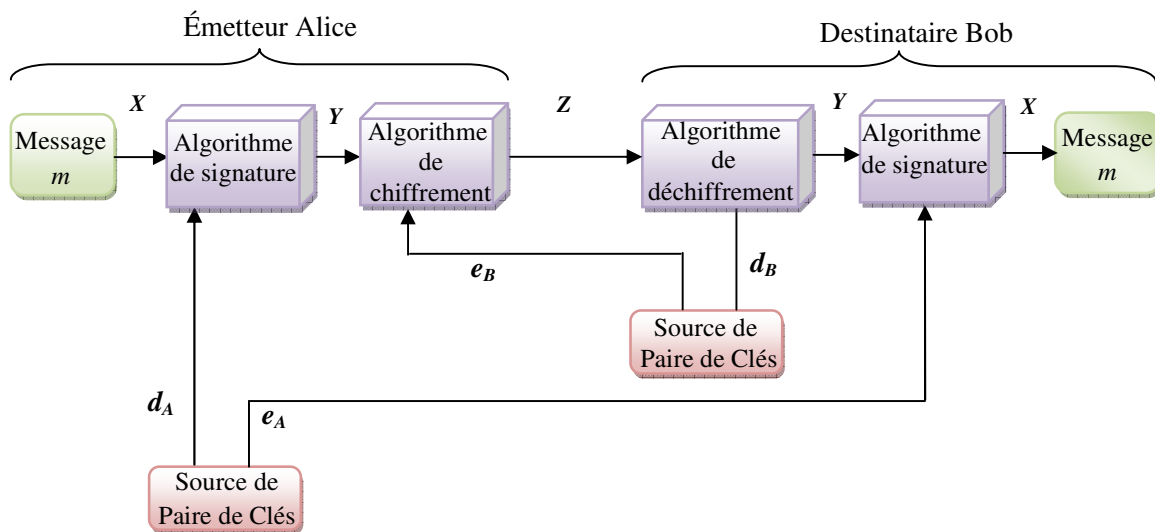 Émetteur Alice
Destinataire Bob
X
Y
Z
Y
X
Message
m
Algorithme
de signature
Algorithme
de
chiffrement
Algorithme
de
déchiffrement
Algorithme
de signature
Message
m
e_B
d_B
Source de
Paire de Clés
d_A
e_A
Source de
Paire de Clés